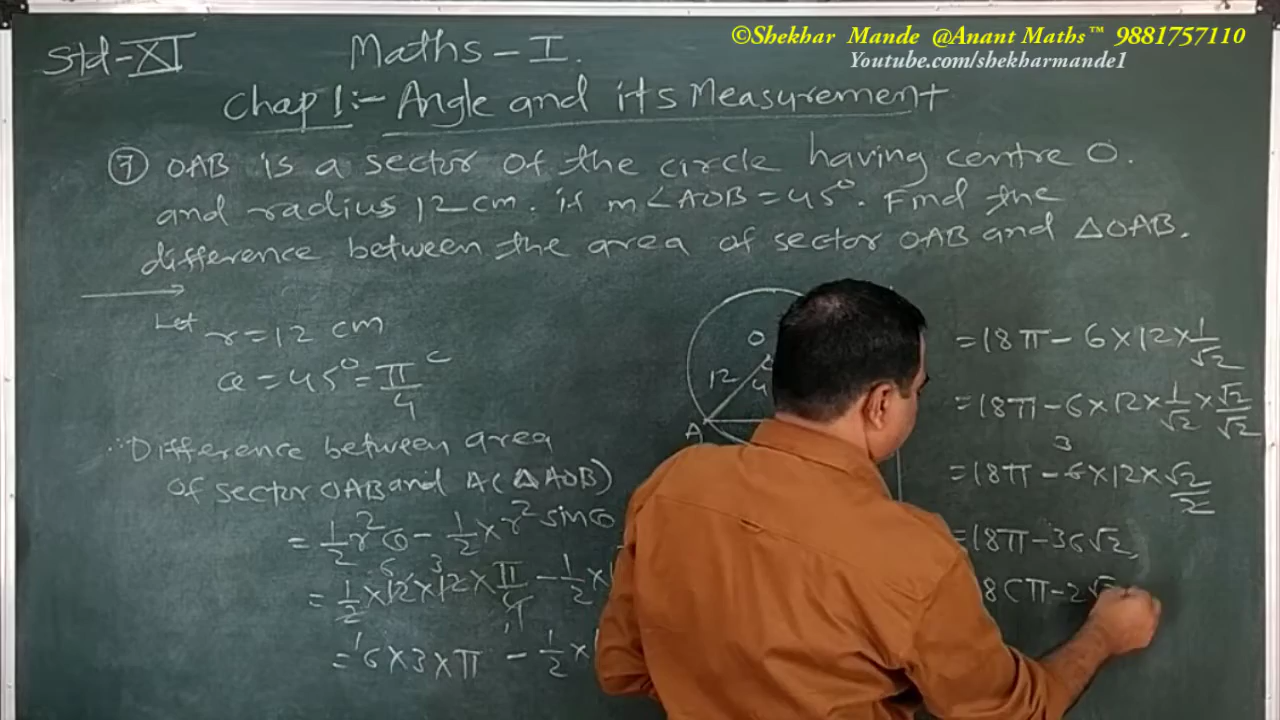 ©Shekhar Mande @Anant Maths™ 9881757110
Youtube.com/shekharmande1
Std-XI Maths-I.
Chap 1:- Angle and its Measurement
⑦ OAB is a sector of the circle having centre O.
and radius 12 cm. if m∠AOB = 45°. Find the
difference between the area of sector OAB and △OAB.
Let r = 12 cm
θ = 45° = π/4 ᶜ
∴ Difference between area
of sector OAB and A(△AOB)
= 1/2 r²θ - 1/2 × r² sinθ
= 1/2 × 12 × 12 × π/4 - 1/2 ×
6 3
= 6 × 3 × π - 1/2 ×
O
12
4
A
= 18π - 6 × 12 × 1/√2
= 18π - 6 × 12 × 1/√2 × √2/√2
3
= 18π - 6 × 12 × √2/2
= 18π - 36√2
8(π - 2√